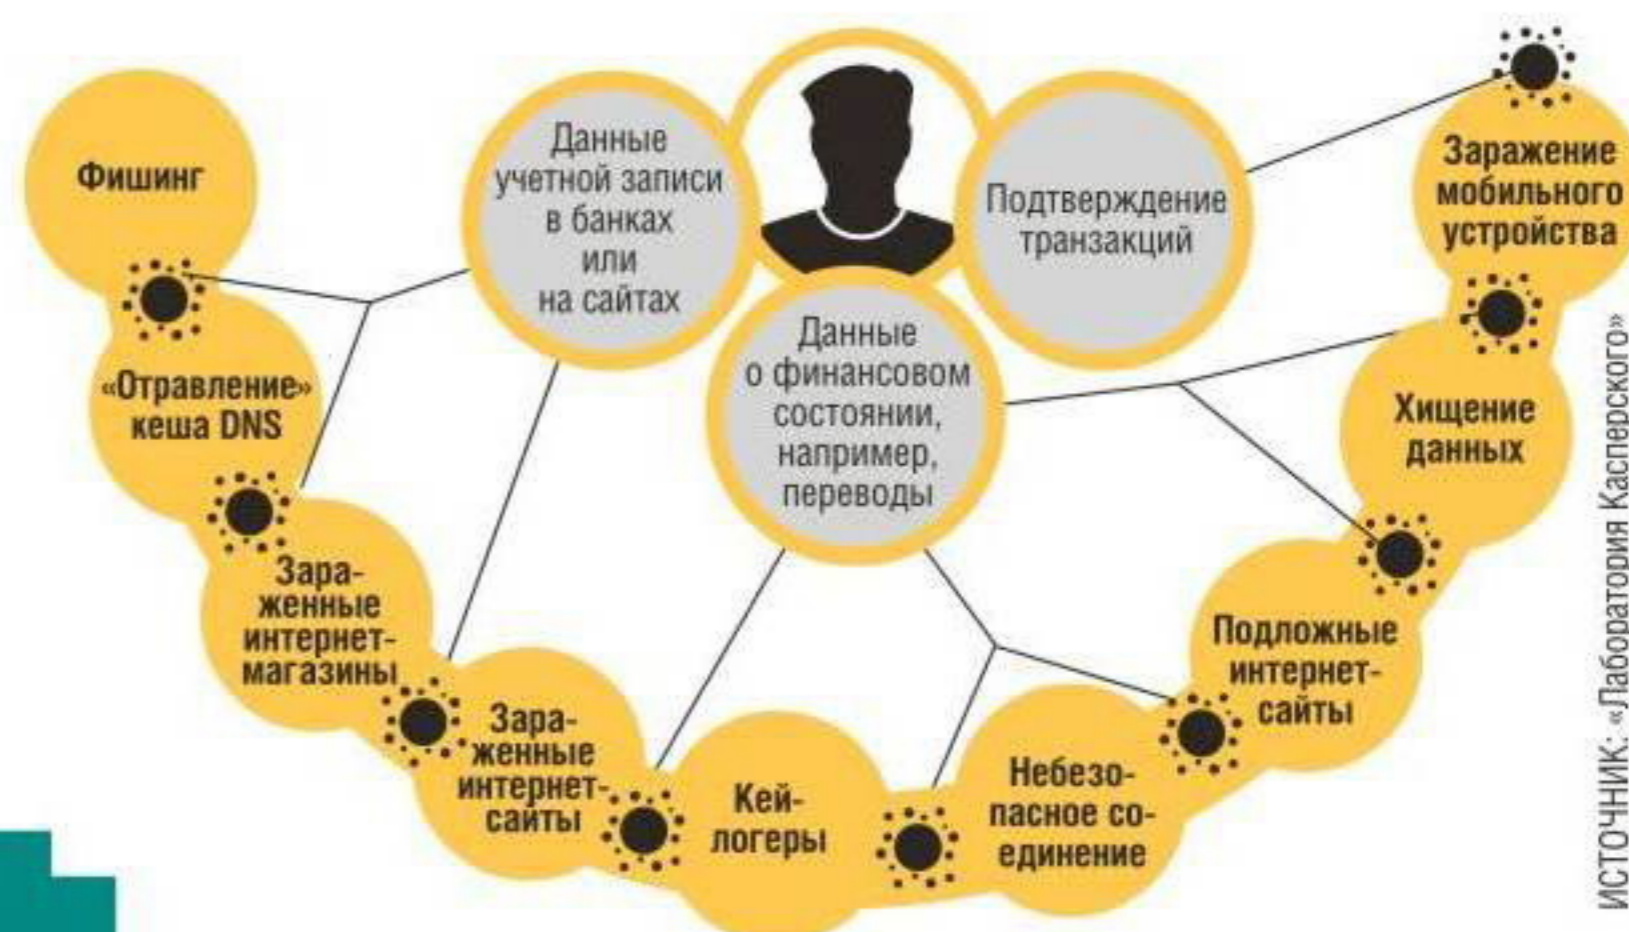 Фишинг
Данные
учетной записи
в банках
или
на сайтах
Подтверждение
транзакций
Заражение
мобильного
устройства
Данные
о финансовом
состоянии,
например,
переводы
«Отравление»
кеша DNS
Хищение
данных
Зара-
женные
интернет-
магазины
Зара-
женные
интернет-
сайты
Кей-
логеры
Небезо-
пасное со-
единение
Подложные
интернет-
сайты
ИСТОЧНИК: «Лаборатория Касперского»